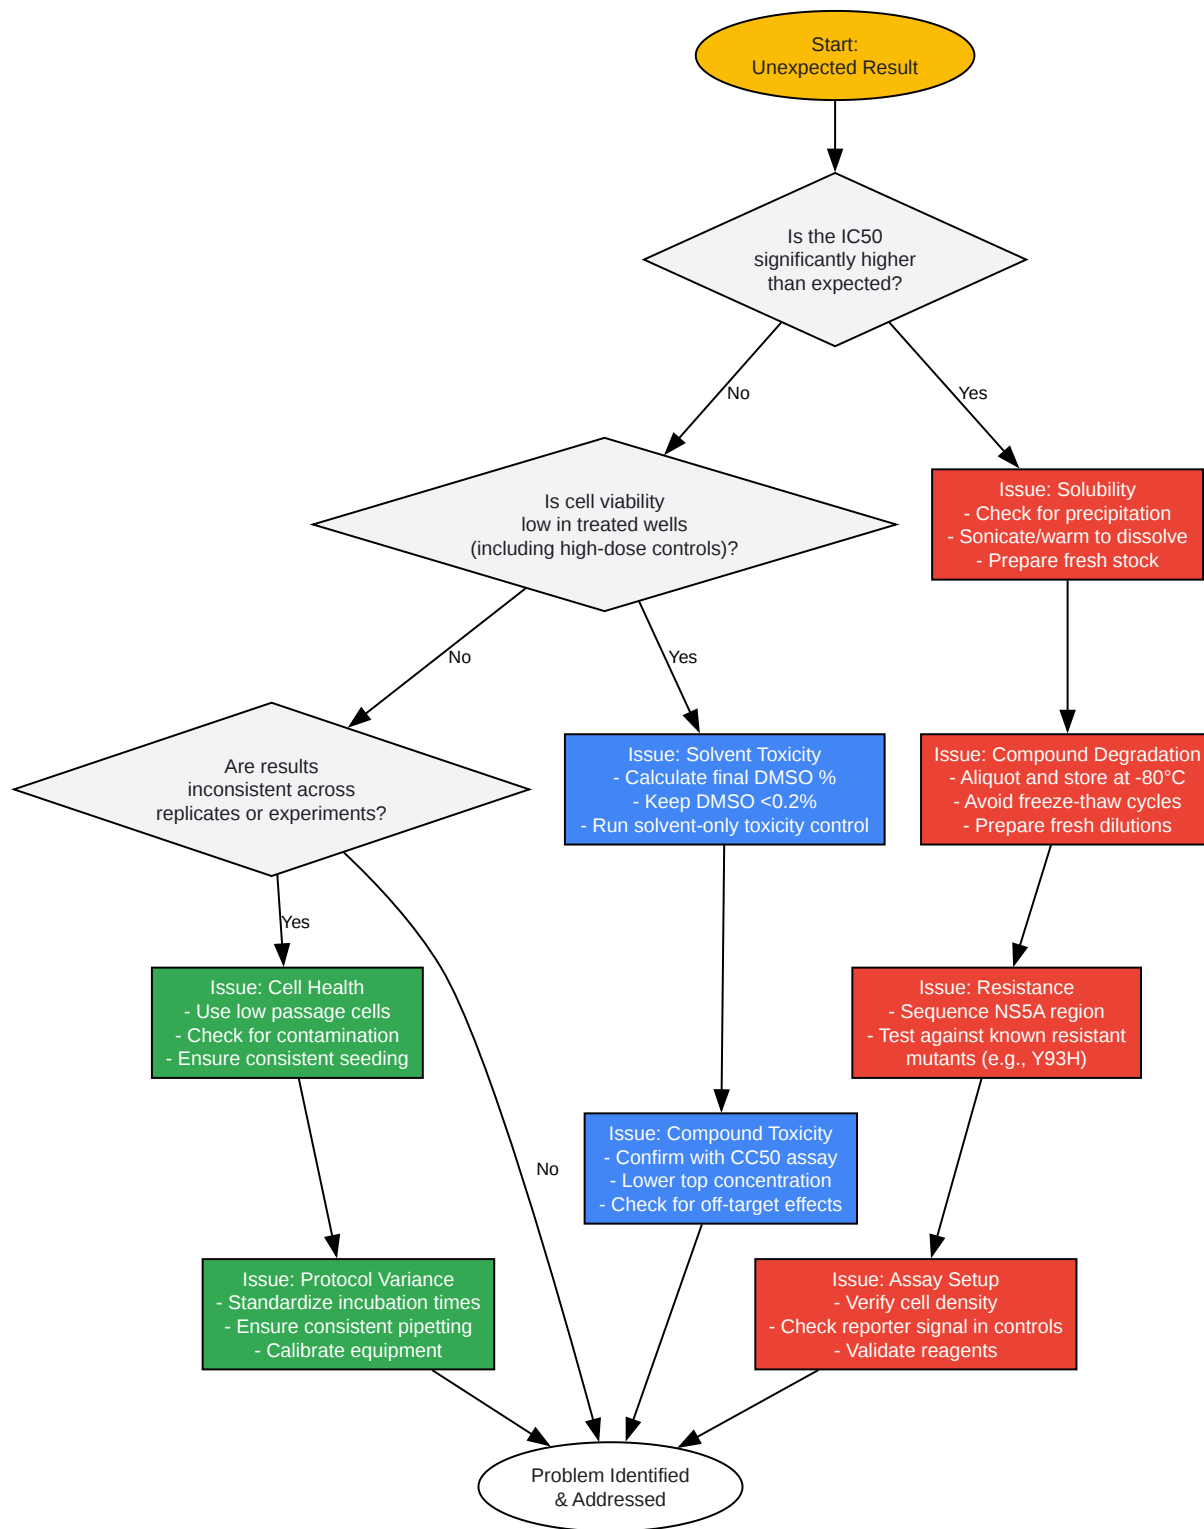 Start:
Unexpected Result
Is the IC50
significantly higher
than expected?
No
Yes
Is cell viability
low in treated wells
(including high-dose controls)?
Issue: Solubility
- Check for precipitation
- Sonicate/warm to dissolve
- Prepare fresh stock
No
Yes
Are results
inconsistent across
replicates or experiments?
Issue: Solvent Toxicity
- Calculate final DMSO %
- Keep DMSO <0.2%
- Run solvent-only toxicity control
Issue: Compound Degradation
- Aliquot and store at -80°C
- Avoid freeze-thaw cycles
- Prepare fresh dilutions
Yes
Issue: Cell Health
- Use low passage cells
- Check for contamination
- Ensure consistent seeding
Issue: Resistance
- Sequence NS5A region
- Test against known resistant
mutants (e.g., Y93H)
No
Issue: Compound Toxicity
- Confirm with CC50 assay
- Lower top concentration
- Check for off-target effects
Issue: Protocol Variance
- Standardize incubation times
- Ensure consistent pipetting
- Calibrate equipment
Issue: Assay Setup
- Verify cell density
- Check reporter signal in controls
- Validate reagents
Problem Identified
& Addressed